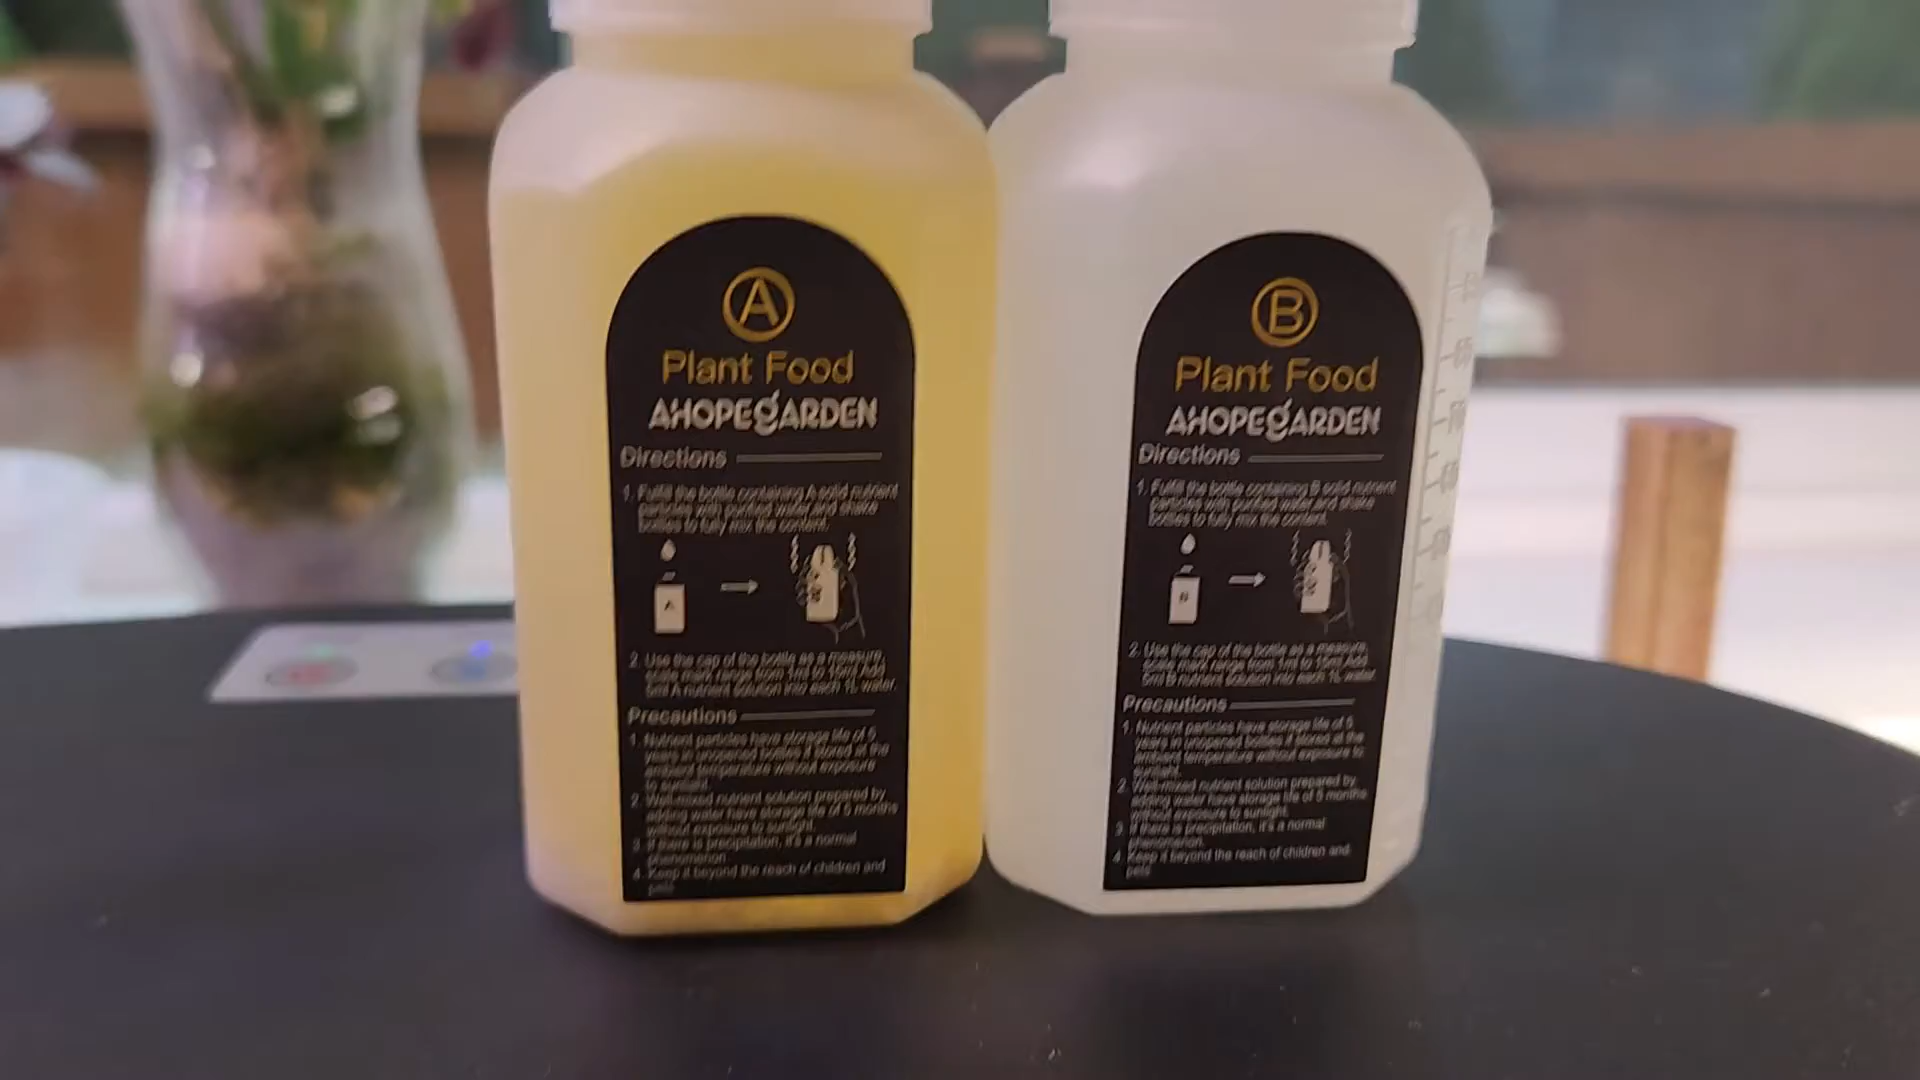 A
Plant Food
AHOPEgARDEN
Directions
1. Fulfill the bottle containing A solid nutrient
particles with purified water and shake
bottles to fully mix the content.
A
2. Use the cap of the bottle as a measure,
scale mark range from 1ml to 15ml. Add
5ml A nutrient solution into each 1L water.
Precautions
1. Nutrient particles have storage life of 5
years in unopened bottles if stored at the
ambient temperature without exposure
to sunlight.
2. Well-mixed nutrient solution prepared by
adding water have storage life of 5 months
without exposure to sunlight.
3. If there is precipitation, it's a normal
phenomenon.
4. Keep it beyond the reach of children and
pets
B
Plant Food
AHOPEgARDEN
Directions
1. Fulfill the bottle containing B solid nutrient
particles with purified water and shake
bottles to fully mix the content.
B
2. Use the cap of the bottle as a measure,
scale mark range from 1ml to 15ml. Add
5ml B nutrient solution into each 1L water.
Precautions
1. Nutrient particles have storage life of 5
years in unopened bottles if stored at the
ambient temperature without exposure to
sunlight.
2. Well-mixed nutrient solution prepared by
adding water have storage life of 5 months
without exposure to sunlight.
3. If there is precipitation, it's a normal
phenomenon.
4. Keep it beyond the reach of children and
pets